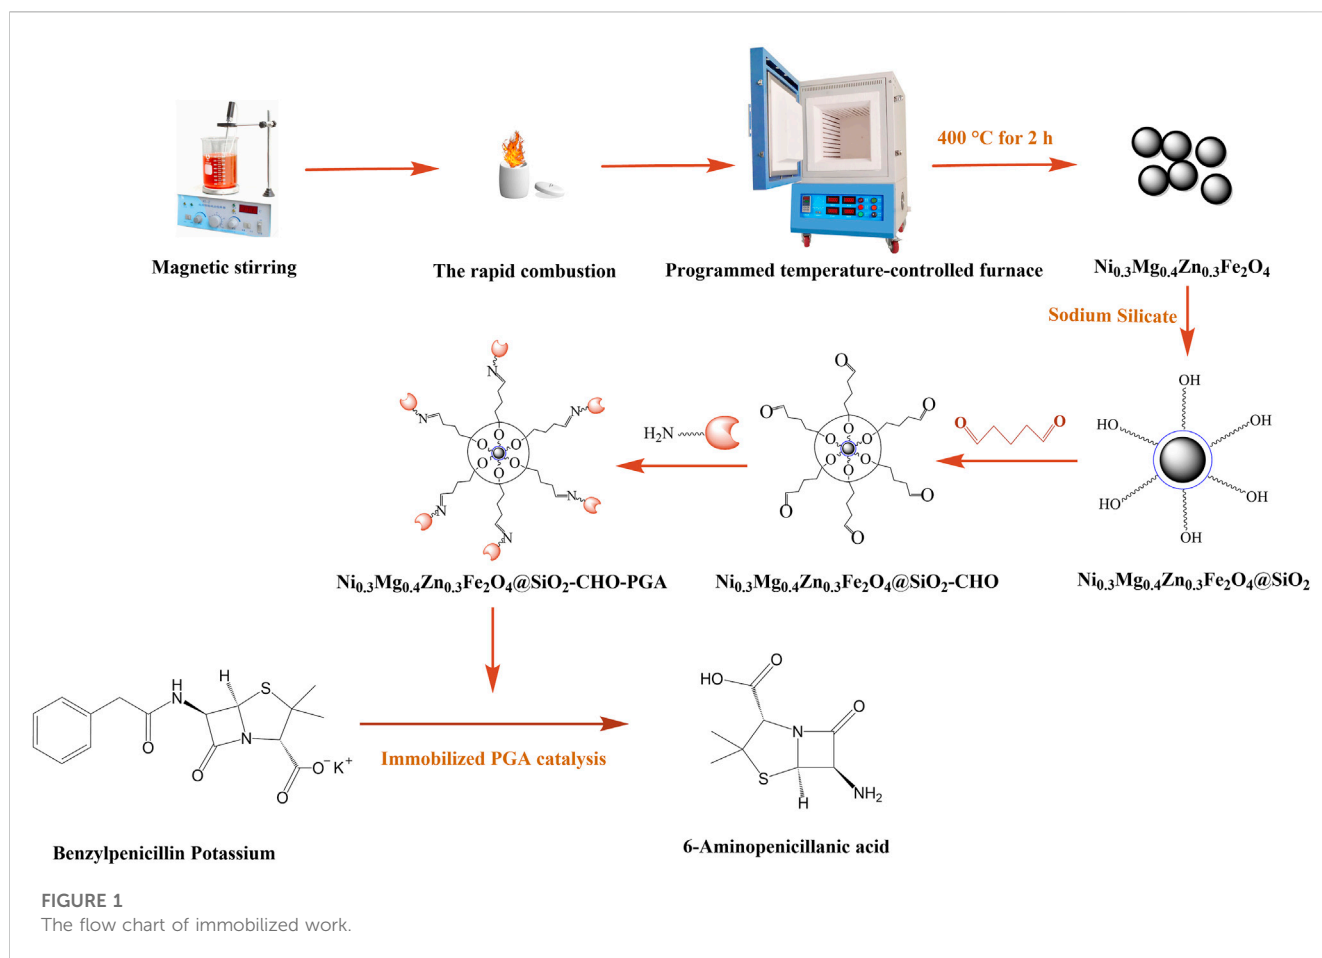 400 °C for 2 h
Magnetic stirring
The rapid combustion
Programmed temperature-controlled furnace
Ni₀.₃Mg₀.₄Zn₀.₃Fe₂O₄
Sodium Silicate
OH
HO
OH
HO
OH
OH
O
O
O
O
O
O
O
O
O
O
O
O
O
O
H₂N
N
N
N
N
N
N
O
O
O
O
O
O
Ni₀.₃Mg₀.₄Zn₀.₃Fe₂O₄@SiO₂-CHO-PGA
Ni₀.₃Mg₀.₄Zn₀.₃Fe₂O₄@SiO₂-CHO
Ni₀.₃Mg₀.₄Zn₀.₃Fe₂O₄@SiO₂
H
N
H
S
O
N
O
O
O⁻ K⁺
Immobilized PGA catalysis
O
HO
O
N
S
H
NH₂
Benzylpenicillin Potassium
6-Aminopenicillanic acid
FIGURE 1
The flow chart of immobilized work.